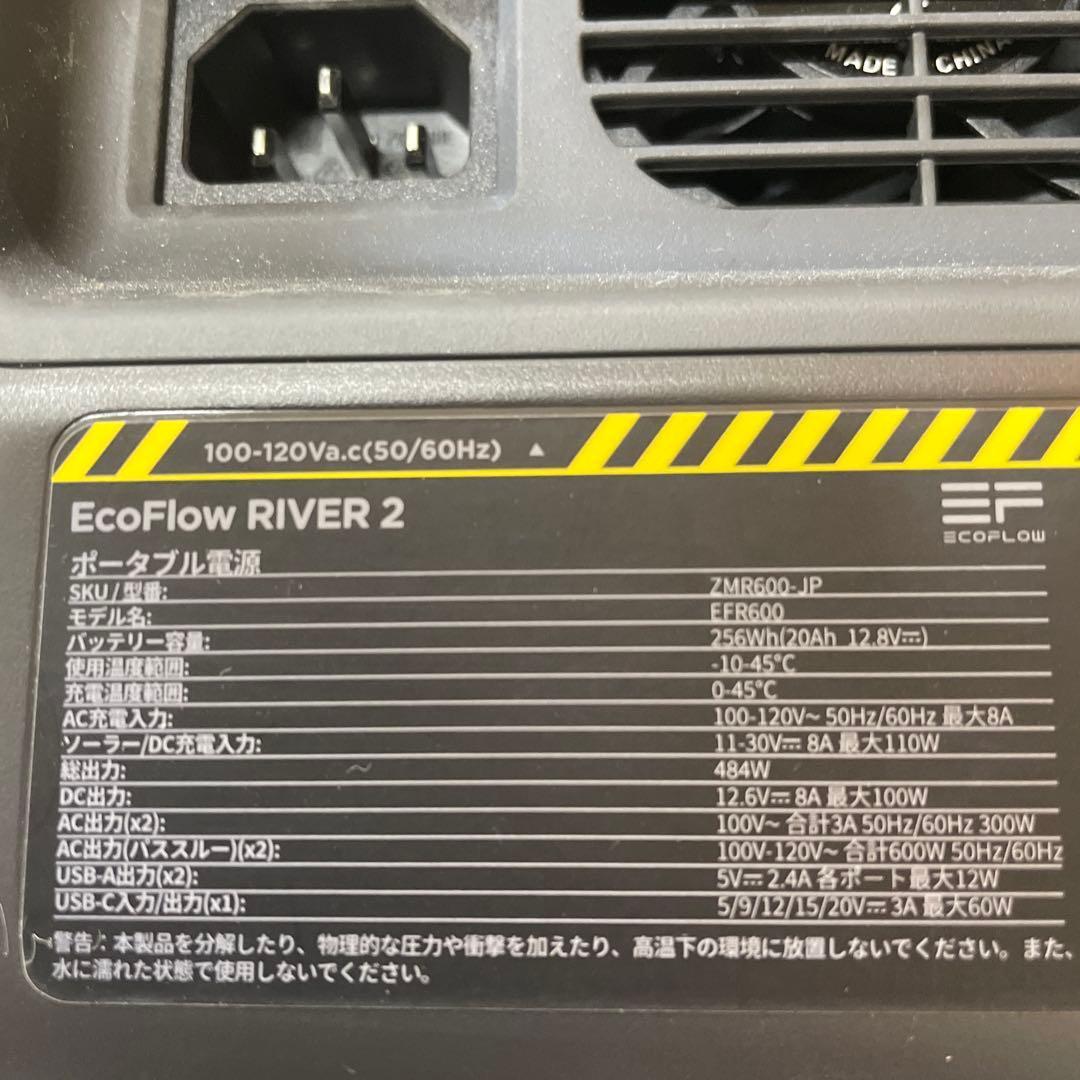 MADE CHINA
100-120Va.c(50/60Hz) ▲
EcoFlow RIVER 2
EF
ECOFLOW
ポータブル電源
SKU / 型番: ZMR600-JP
モデル名: EFR600
バッテリー容量: 256Wh(20Ah 12.8V⎓)
使用温度範囲: -10-45°C
充電温度範囲: 0-45°C
AC充電入力: 100-120V~ 50Hz/60Hz 最大8A
ソーラー/DC充電入力: 11-30V⎓ 8A 最大110W
総出力: 484W
DC出力: 12.6V⎓ 8A 最大100W
AC出力(x2): 100V~ 合計3A 50Hz/60Hz 300W
AC出力(パススルー)(x2): 100V-120V~ 合計600W 50Hz/60Hz
USB-A出力(x2): 5V⎓ 2.4A 各ポート最大12W
USB-C入力/出力(x1): 5/9/12/15/20V⎓ 3A 最大60W
警告：本製品を分解したり、物理的な圧力や衝撃を加えたり、高温下の環境に放置しないでください。また、
水に濡れた状態で使用しないでください。